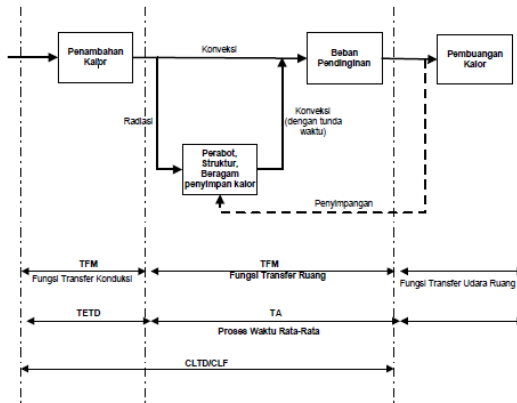 Penambahan
Kalor
Konveksi
Beban
Pendinginan
Pembuangan
Kalor
Radiasi
Konveksi
(dengan tunda
waktu)
Perabot,
Struktur,
Beragam
penyimpan kalor
Penyimpangan
TFM
Fungsi Transfer Konduksi
TFM
Fungsi Transfer Ruang
Fungsi Transfer Udara Ruang
TETD
TA
Proses Waktu Rata-Rata
CLTD/CLF